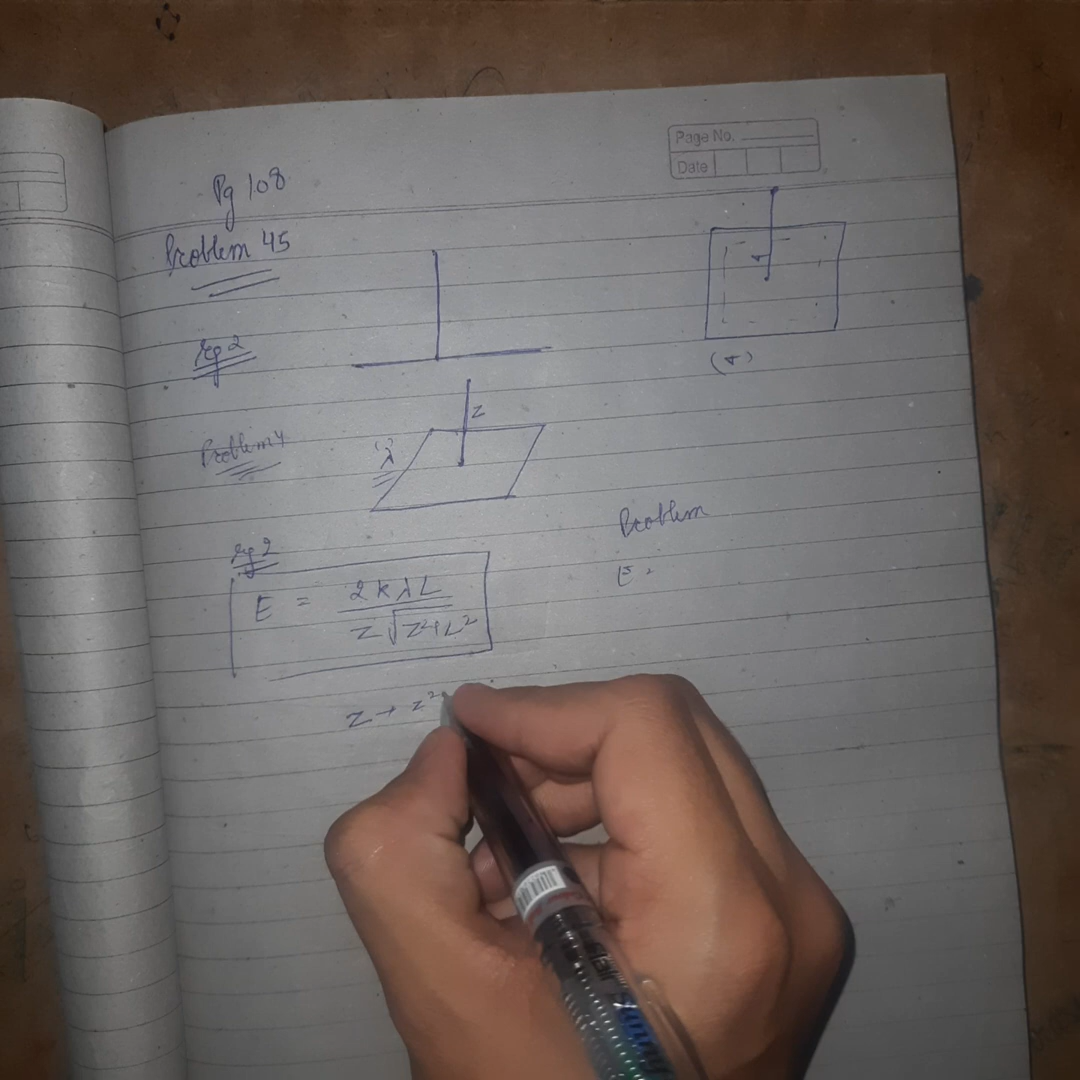 Page No.
Date
Pg 108
Problem 45
eg 2
(4)
Problem 4
z
'λ'
Problem
eg 2
E =
E = 2kλL
z√z²+L²
z → z²